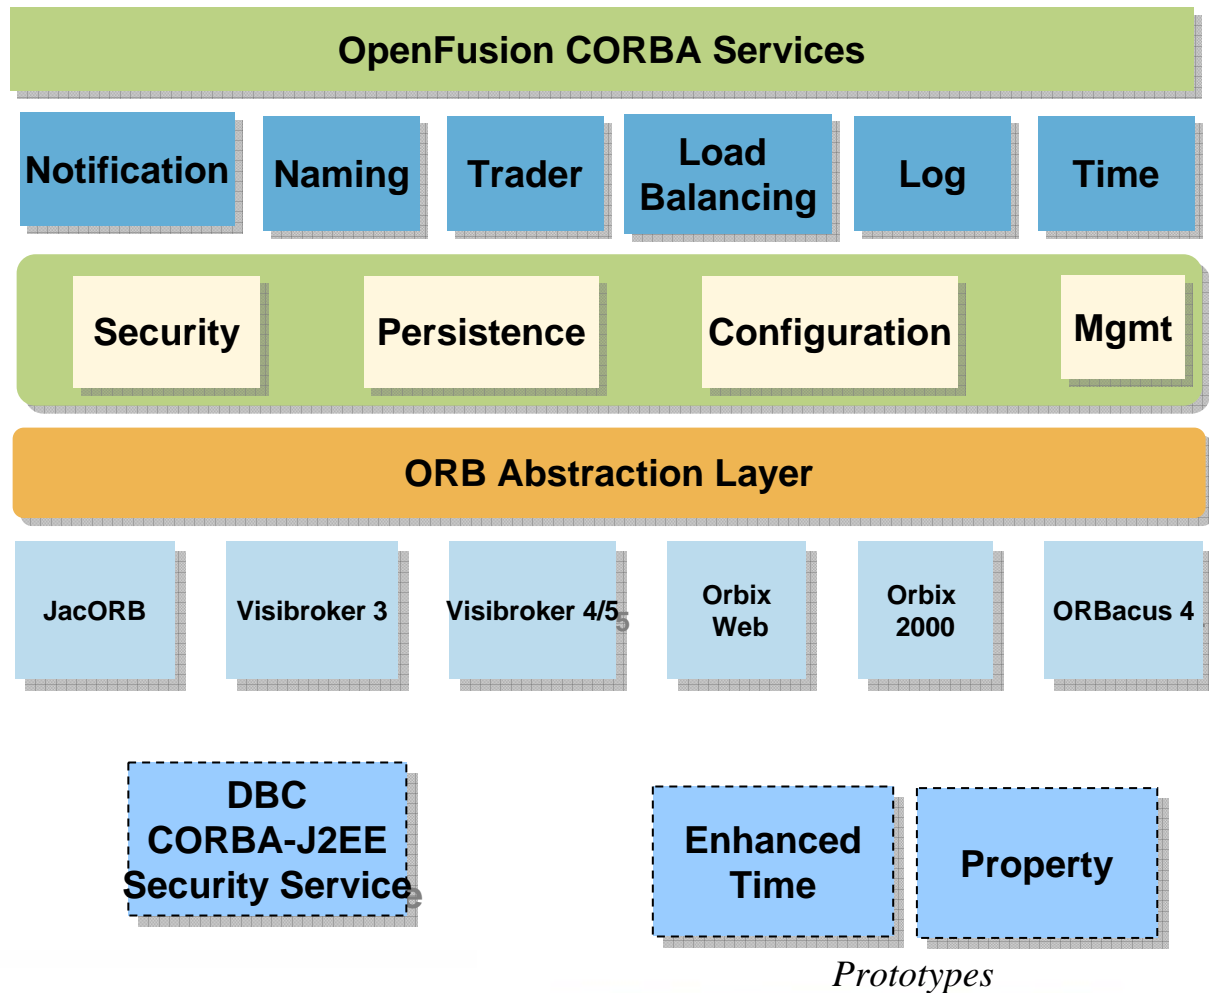 OpenFusion CORBA Services
Notification
Naming
Trader
Load
Balancing
Log
Time
Security
Persistence
Configuration
Mgmt
ORB Abstraction Layer
JacORB
Visibroker 3
Visibroker 4/5
Orbix
Web
Orbix
2000
ORBacus 4
DBC
CORBA-J2EE
Security Service
Enhanced
Time
Property
Prototypes